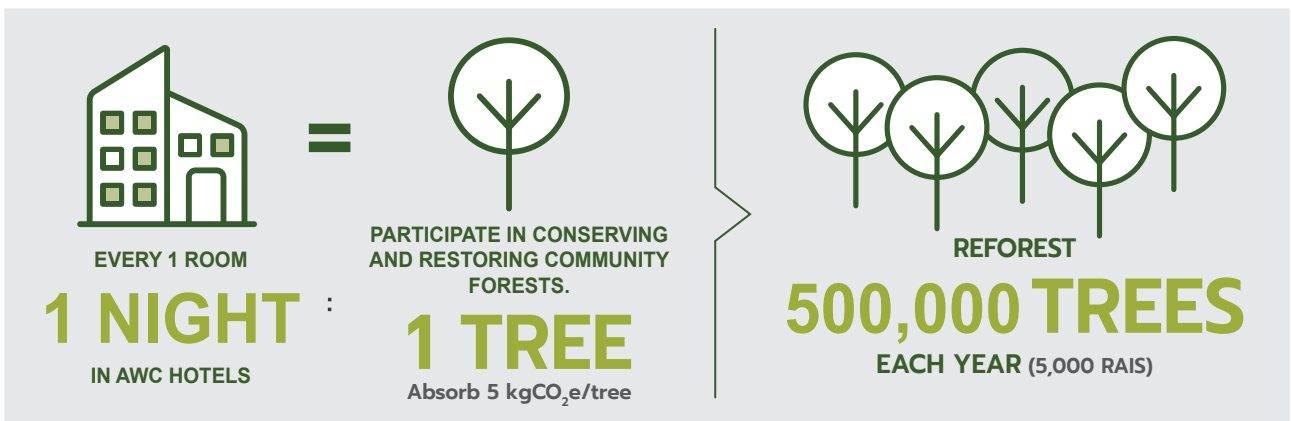 EVERY 1 ROOM
1 NIGHT
IN AWC HOTELS
=
:
PARTICIPATE IN CONSERVING
AND RESTORING COMMUNITY
FORESTS.
1 TREE
Absorb 5 kgCO₂e/tree
REFOREST
500,000 TREES
EACH YEAR (5,000 RAIS)